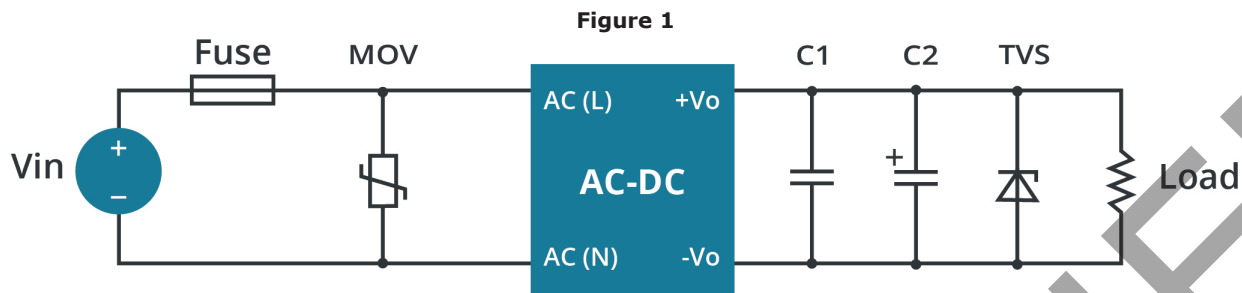 Figure 1
Fuse
MOV
C1
C2
TVS
AC (L)
+Vo
+
Vin
AC-DC
+
Load
−
AC (N)
-Vo